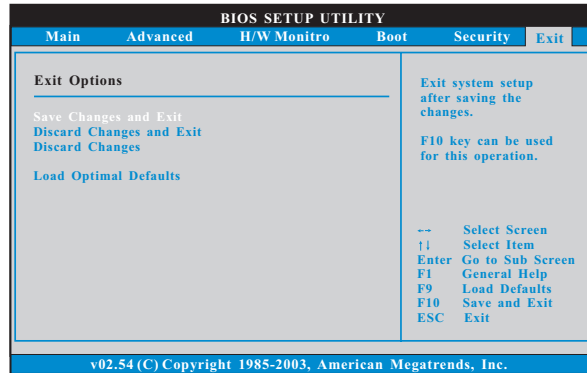 BIOS SETUP UTILITY
Main Advanced H/W Monitro Boot Security Exit
Exit Options
Save Changes and Exit
Discard Changes and Exit
Discard Changes
Load Optimal Defaults
Exit system setup
after saving the
changes.
F10 key can be used
for this operation.
←→ Select Screen
↑↓ Select Item
Enter Go to Sub Screen
F1 General Help
F9 Load Defaults
F10 Save and Exit
ESC Exit
v02.54 (C) Copyright 1985-2003, American Megatrends, Inc.